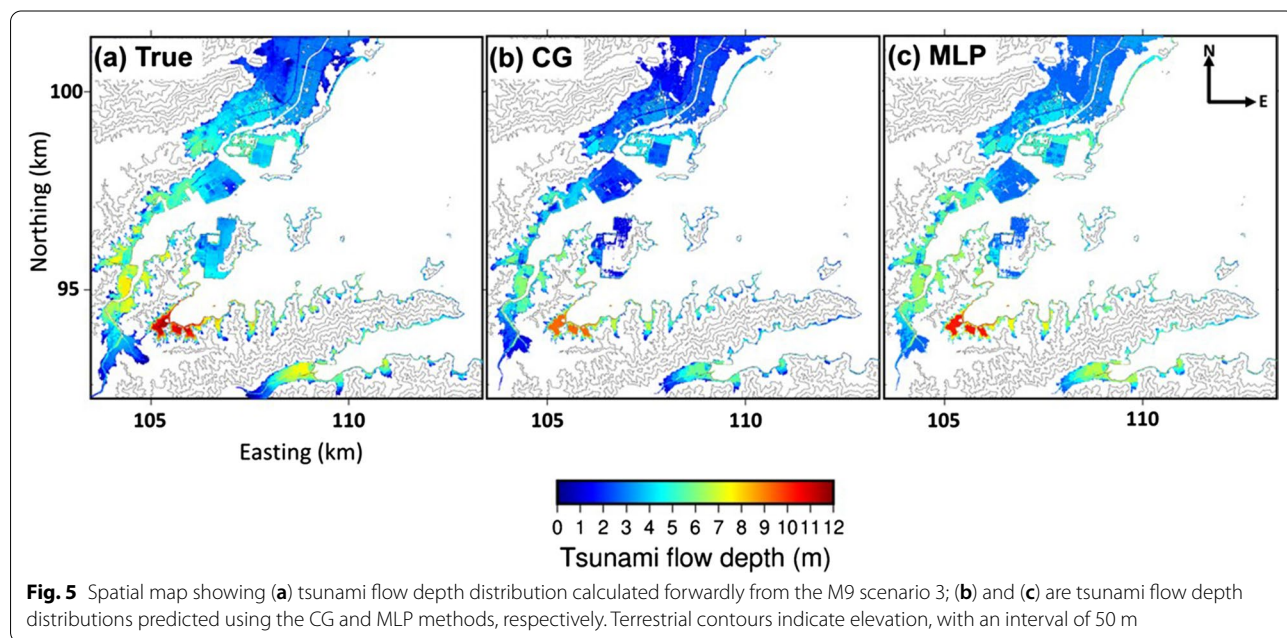 (a) True
(b) CG
(c) MLP
N
E
100
95
Northing (km)
105
110
105
110
105
110
Easting (km)
0 1 2 3 4 5 6 7 8 9 10 11 12
Tsunami flow depth (m)
Fig. 5 Spatial map showing (a) tsunami flow depth distribution calculated forwardly from the M9 scenario 3; (b) and (c) are tsunami flow depth
distributions predicted using the CG and MLP methods, respectively. Terrestrial contours indicate elevation, with an interval of 50 m